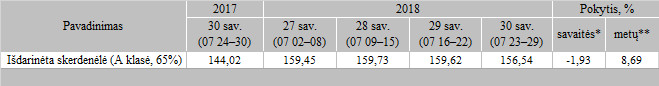 Pavadinimas 2017 2018 Pokytis, %
30 sav. (07 24–30) 27 sav. (07 02–08) 28 sav. (07 09–15) 29 sav. (07 16–22) 30 sav. (07 23–29) savaitės* metų**
Išdarinėta skerdenėlė (A klasė, 65%) 144,02 159,45 159,73 159,62 156,54 -1,93 8,69